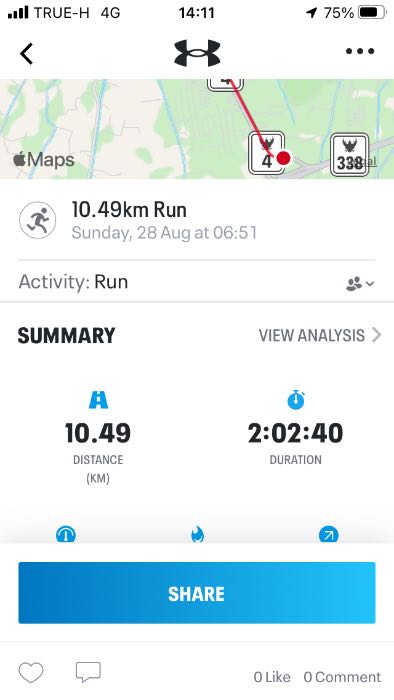 TRUE-H 4G 14:11 75%
4
4 338
Maps
10.49km Run
Sunday, 28 Aug at 06:51
Activity: Run
SUMMARY VIEW ANALYSIS
10.49 2:02:40
DISTANCE DURATION
(KM)
SHARE
0 Like 0 Comment